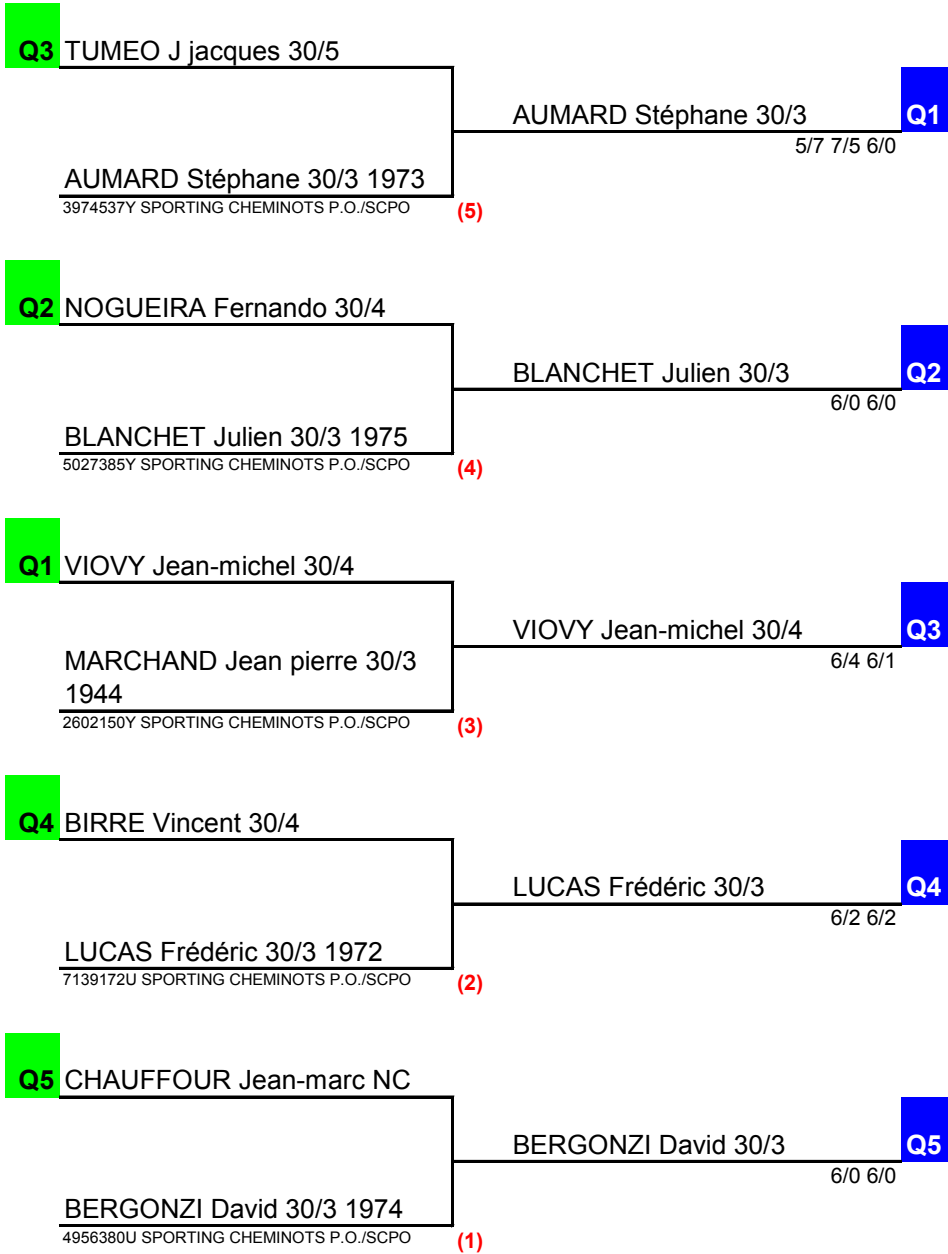 Q3 TUMEO J jacques 30/5
AUMARD Stéphane 30/3 Q1
5/7 7/5 6/0
AUMARD Stéphane 30/3 1973
3974537Y SPORTING CHEMINOTS P.O./SCPO (5)
Q2 NOGUEIRA Fernando 30/4
BLANCHET Julien 30/3 Q2
6/0 6/0
BLANCHET Julien 30/3 1975
5027385Y SPORTING CHEMINOTS P.O./SCPO (4)
Q1 VIOVY Jean-michel 30/4
VIOVY Jean-michel 30/4 Q3
6/4 6/1
MARCHAND Jean pierre 30/3
1944
2602150Y SPORTING CHEMINOTS P.O./SCPO (3)
Q4 BIRRE Vincent 30/4
LUCAS Frédéric 30/3 Q4
6/2 6/2
LUCAS Frédéric 30/3 1972
7139172U SPORTING CHEMINOTS P.O./SCPO (2)
Q5 CHAUFFOUR Jean-marc NC
BERGONZI David 30/3 Q5
6/0 6/0
BERGONZI David 30/3 1974
4956380U SPORTING CHEMINOTS P.O./SCPO (1)